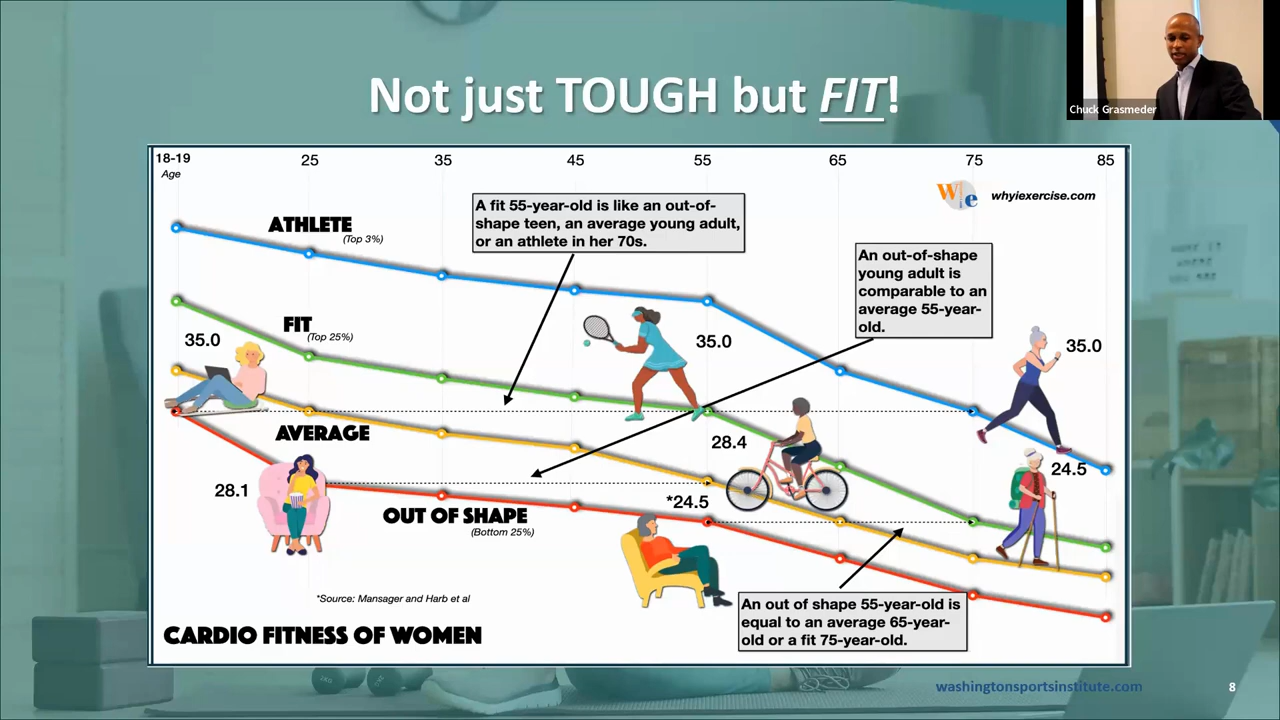 Chuck Grasmeder
Not just TOUGH but FIT!
18-19
Age
25
35
45
55
65
75
85
We
whyiexercise.com
A fit 55-year-old is like an out-of-
shape teen, an average young adult,
or an athlete in her 70s.
ATHLETE
(Top 3%)
An out-of-shape
young adult is
comparable to an
average 55-year-
old.
FIT
(Top 25%)
35.0
35.0
35.0
AVERAGE
28.4
24.5
28.1
*24.5
OUT OF SHAPE
(Bottom 25%)
*Source: Mansager and Harb et al
An out of shape 55-year-old is
equal to an average 65-year-
old or a fit 75-year-old.
CARDIO FITNESS OF WOMEN
washingtonsportsinstitute.com
8